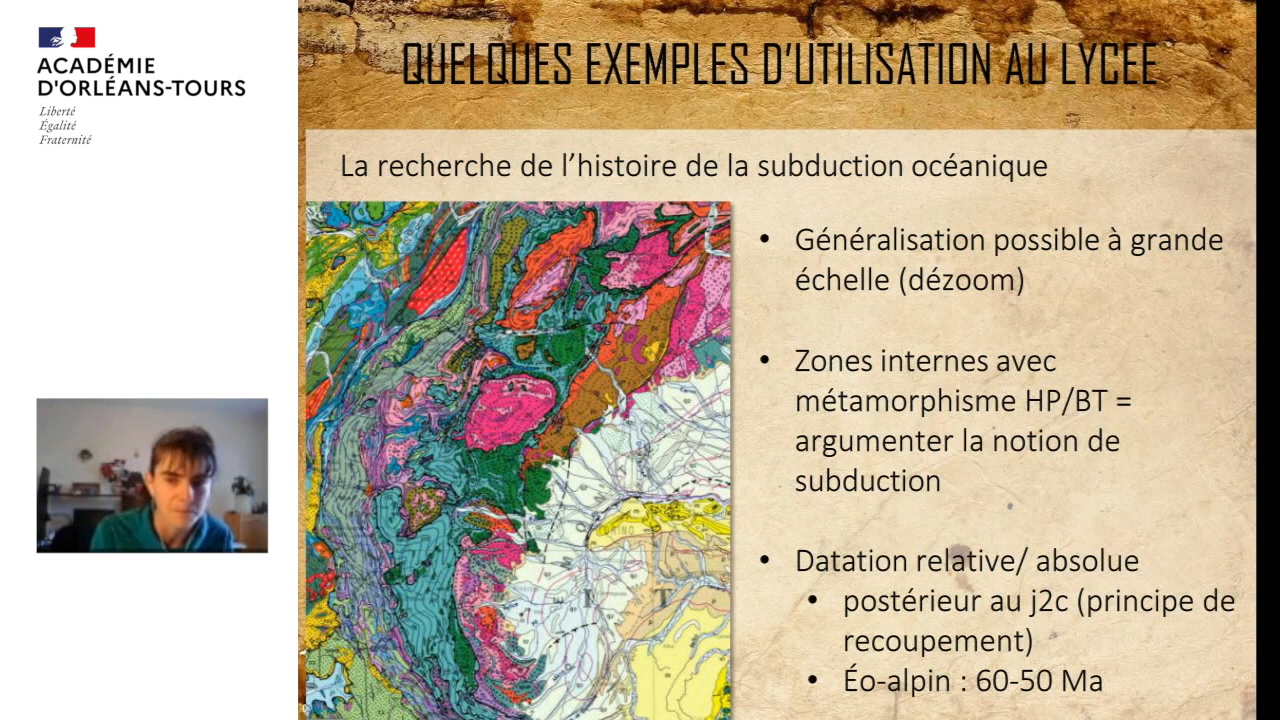 ACADÉMIE
D'ORLÉANS-TOURS
Liberté
Égalité
Fraternité
QUELQUES EXEMPLES D'UTILISATION AU LYCEE
La recherche de l'histoire de la subduction océanique
• Généralisation possible à grande
échelle (dézoom)
• Zones internes avec
métamorphisme HP/BT =
argumenter la notion de
subduction
• Datation relative/ absolue
• postérieur au j2c (principe de
recoupement)
• Éo-alpin : 60-50 Ma